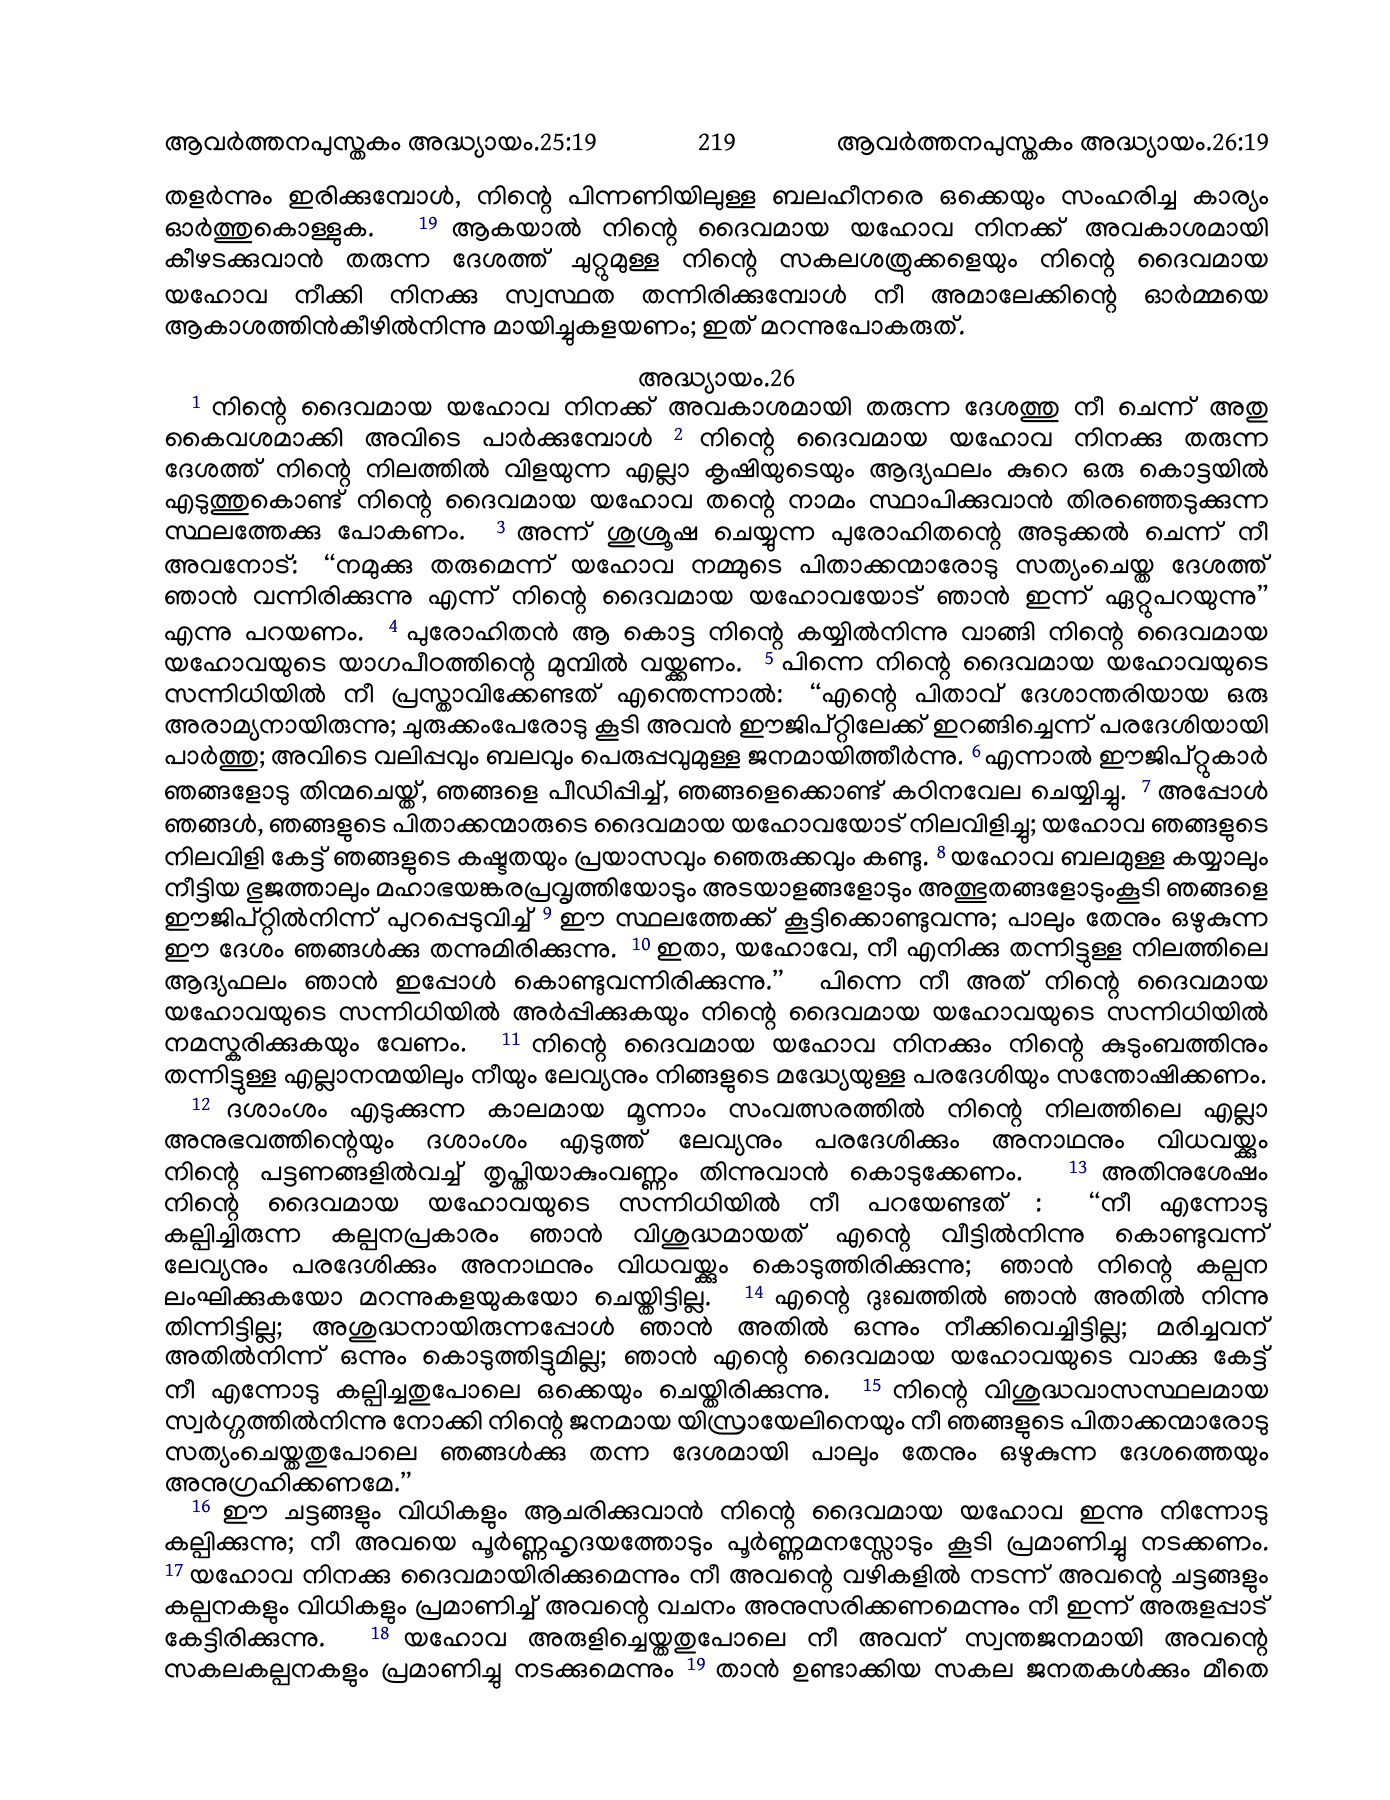 ആവർത്തനപുസ്തകം അദ്ധ്യായം.25:19 219 ആവർത്തനപുസ്തകം അദ്ധ്യായം.26:19
തളർന്നും ഇരിക്കുമ്പോൾ, നിന്റെ പിന്നണിയിലുള്ള ബലഹീനരെ ഒക്കെയും സംഹരിച്ച കാര്യം
ഓർത്തുകൊള്ളുക. 19 ആകയാൽ നിന്റെ ദൈവമായ യഹോവ നിനക്ക് അവകാശമായി
കീഴടക്കുവാൻ തരുന്ന ദേശത്ത് ചുറ്റുമുള്ള നിന്റെ സകലശത്രുക്കളെയും നിന്റെ ദൈവമായ
യഹോവ നീക്കി നിനക്കു സ്വസ്ഥത തന്നിരിക്കുമ്പോൾ നീ അമാലേക്കിന്റെ ഓർമ്മയെ
ആകാശത്തിൻകീഴിൽനിന്നു മായിച്ചുകളയണം; ഇത് മറന്നുപോകരുത്.
അദ്ധ്യായം.26
1 നിന്റെ ദൈവമായ യഹോവ നിനക്ക് അവകാശമായി തരുന്ന ദേശത്തു നീ ചെന്ന് അതു
കൈവശമാക്കി അവിടെ പാർക്കുമ്പോൾ 2 നിന്റെ ദൈവമായ യഹോവ നിനക്കു തരുന്ന
ദേശത്ത് നിന്റെ നിലത്തിൽ വിളയുന്ന എല്ലാ കൃഷിയുടെയും ആദ്യഫലം കുറെ ഒരു കൊട്ടയിൽ
എടുത്തുകൊണ്ട് നിന്റെ ദൈവമായ യഹോവ തന്റെ നാമം സ്ഥാപിക്കുവാൻ തിരഞ്ഞെടുക്കുന്ന
സ്ഥലത്തേക്കു പോകണം. 3 അന്ന് ശുശ്രൂഷ ചെയ്യുന്ന പുരോഹിതന്റെ അടുക്കൽ ചെന്ന് നീ
അവനോട്: “നമുക്കു തരുമെന്ന് യഹോവ നമ്മുടെ പിതാക്കന്മാരോടു സത്യംചെയ്ത ദേശത്ത്
ഞാൻ വന്നിരിക്കുന്നു എന്ന് നിന്റെ ദൈവമായ യഹോവയോട് ഞാൻ ഇന്ന് ഏറ്റുപറയുന്നു”
എന്നു പറയണം. 4 പുരോഹിതൻ ആ കൊട്ട നിന്റെ കയ്യിൽനിന്നു വാങ്ങി നിന്റെ ദൈവമായ
യഹോവയുടെ യാഗപീഠത്തിന്റെ മുമ്പിൽ വയ്ക്കണം. 5 പിന്നെ നിന്റെ ദൈവമായ യഹോവയുടെ
സന്നിധിയിൽ നീ പ്രസ്താവിക്കേണ്ടത് എന്തെന്നാൽ: “എന്റെ പിതാവ് ദേശാന്തരിയായ ഒരു
അരാമ്യനായിരുന്നു; ചുരുക്കംപേരോടു കൂടി അവൻ ഈജിപ്റ്റിലേക്ക് ഇറങ്ങിച്ചെന്ന് പരദേശിയായി
പാർത്തു; അവിടെ വലിപ്പവും ബലവും പെരുപ്പവുമുള്ള ജനമായിത്തീർന്നു. 6 എന്നാൽ ഈജിപ്റ്റുകാർ
ഞങ്ങളോടു തിന്മചെയ്ത്, ഞങ്ങളെ പീഡിപ്പിച്ച്, ഞങ്ങളെക്കൊണ്ട് കഠിനവേല ചെയ്യിച്ചു. 7 അപ്പോൾ
ഞങ്ങൾ, ഞങ്ങളുടെ പിതാക്കന്മാരുടെ ദൈവമായ യഹോവയോട് നിലവിളിച്ചു; യഹോവ ഞങ്ങളുടെ
നിലവിളി കേട്ട് ഞങ്ങളുടെ കഷ്ടതയും പ്രയാസവും ഞെരുക്കവും കണ്ടു. 8 യഹോവ ബലമുള്ള കയ്യാലും
നീട്ടിയ ഭുജത്താലും മഹാഭയങ്കരപ്രവൃത്തിയോടും അടയാളങ്ങളോടും അത്ഭുതങ്ങളോടുംകൂടി ഞങ്ങളെ
ഈജിപ്റ്റിൽനിന്ന് പുറപ്പെടുവിച്ച് 9 ഈ സ്ഥലത്തേക്ക് കൂട്ടിക്കൊണ്ടുവന്നു; പാലും തേനും ഒഴുകുന്ന
ഈ ദേശം ഞങ്ങൾക്കു തന്നുമിരിക്കുന്നു. 10 ഇതാ, യഹോവേ, നീ എനിക്കു തന്നിട്ടുള്ള നിലത്തിലെ
ആദ്യഫലം ഞാൻ ഇപ്പോൾ കൊണ്ടുവന്നിരിക്കുന്നു.” പിന്നെ നീ അത് നിന്റെ ദൈവമായ
യഹോവയുടെ സന്നിധിയിൽ അർപ്പിക്കുകയും നിന്റെ ദൈവമായ യഹോവയുടെ സന്നിധിയിൽ
നമസ്കരിക്കുകയും വേണം. 11 നിന്റെ ദൈവമായ യഹോവ നിനക്കും നിന്റെ കുടുംബത്തിനും
തന്നിട്ടുള്ള എല്ലാനന്മയിലും നീയും ലേവ്യനും നിങ്ങളുടെ മദ്ധ്യേയുള്ള പരദേശിയും സന്തോഷിക്കണം.
12 ദശാംശം എടുക്കുന്ന കാലമായ മൂന്നാം സംവത്സരത്തിൽ നിന്റെ നിലത്തിലെ എല്ലാ
അനുഭവത്തിന്റെയും ദശാംശം എടുത്ത് ലേവ്യനും പരദേശിക്കും അനാഥനും വിധവയ്ക്കും
നിന്റെ പട്ടണങ്ങളിൽവച്ച് തൃപ്തിയാകുംവണ്ണം തിന്നുവാൻ കൊടുക്കേണം. 13 അതിനുശേഷം
നിന്റെ ദൈവമായ യഹോവയുടെ സന്നിധിയിൽ നീ പറയേണ്ടത് : “നീ എന്നോടു
കല്പിച്ചിരുന്ന കല്പനപ്രകാരം ഞാൻ വിശുദ്ധമായത് എന്റെ വീട്ടിൽനിന്നു കൊണ്ടുവന്ന്
ലേവ്യനും പരദേശിക്കും അനാഥനും വിധവയ്ക്കും കൊടുത്തിരിക്കുന്നു; ഞാൻ നിന്റെ കല്പന
ലംഘിക്കുകയോ മറന്നുകളയുകയോ ചെയ്തിട്ടില്ല. 14 എന്റെ ദുഃഖത്തിൽ ഞാൻ അതിൽ നിന്നു
തിന്നിട്ടില്ല; അശുദ്ധനായിരുന്നപ്പോൾ ഞാൻ അതിൽ ഒന്നും നീക്കിവെച്ചിട്ടില്ല; മരിച്ചവന്
അതിൽനിന്ന് ഒന്നും കൊടുത്തിട്ടുമില്ല; ഞാൻ എന്റെ ദൈവമായ യഹോവയുടെ വാക്കു കേട്ട്
നീ എന്നോടു കല്പിച്ചതുപോലെ ഒക്കെയും ചെയ്തിരിക്കുന്നു. 15 നിന്റെ വിശുദ്ധവാസസ്ഥലമായ
സ്വർഗ്ഗത്തിൽനിന്നു നോക്കി നിന്റെ ജനമായ യിസ്രായേലിനെയും നീ ഞങ്ങളുടെ പിതാക്കന്മാരോടു
സത്യംചെയ്തതുപോലെ ഞങ്ങൾക്കു തന്ന ദേശമായി പാലും തേനും ഒഴുകുന്ന ദേശത്തെയും
അനുഗ്രഹിക്കണമേ.”
16 ഈ ചട്ടങ്ങളും വിധികളും ആചരിക്കുവാൻ നിന്റെ ദൈവമായ യഹോവ ഇന്നു നിന്നോടു
കല്പിക്കുന്നു; നീ അവയെ പൂർണ്ണഹൃദയത്തോടും പൂർണ്ണമനസ്സോടും കൂടി പ്രമാണിച്ചു നടക്കണം.
17 യഹോവ നിനക്കു ദൈവമായിരിക്കുമെന്നും നീ അവന്റെ വഴികളിൽ നടന്ന് അവന്റെ ചട്ടങ്ങളും
കല്പനകളും വിധികളും പ്രമാണിച്ച് അവന്റെ വചനം അനുസരിക്കണമെന്നും നീ ഇന്ന് അരുളപ്പാട്
കേട്ടിരിക്കുന്നു. 18 യഹോവ അരുളിച്ചെയ്തതുപോലെ നീ അവന് സ്വന്തജനമായി അവന്റെ
സകലകല്പനകളും പ്രമാണിച്ചു നടക്കുമെന്നും 19 താൻ ഉണ്ടാക്കിയ സകല ജനതകൾക്കും മീതെ